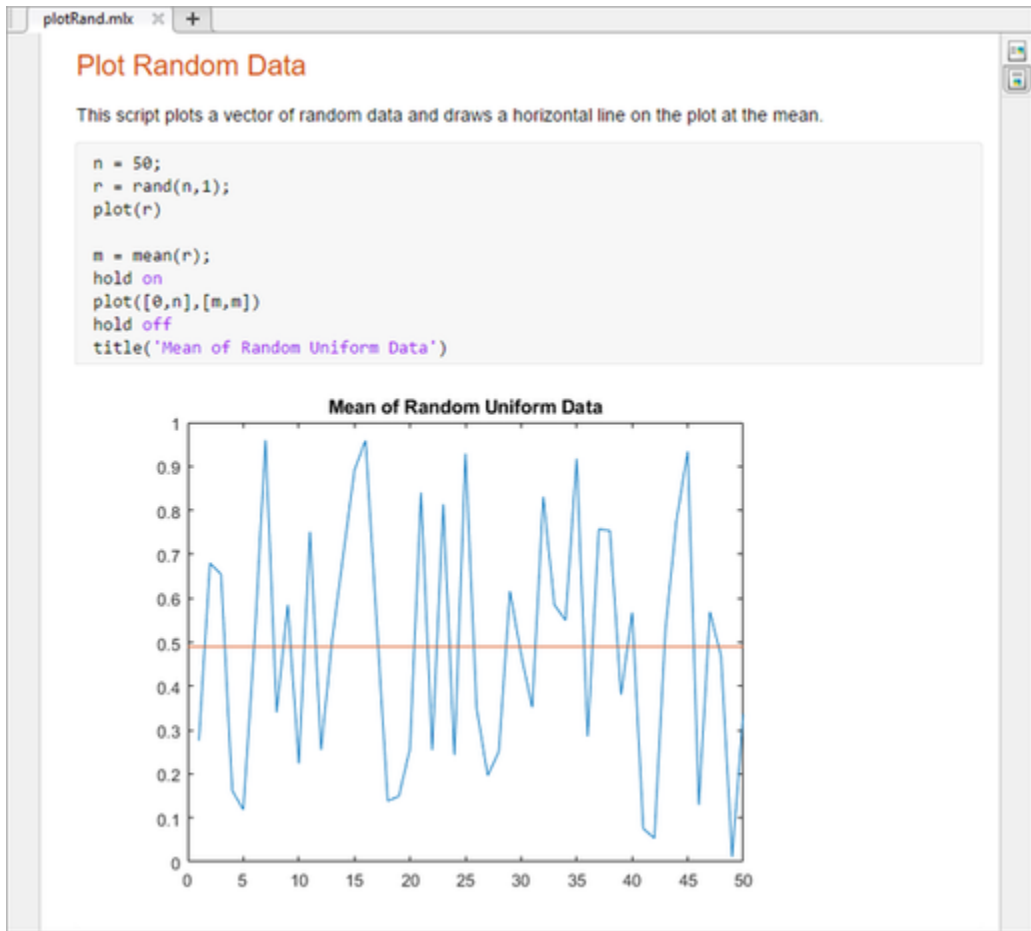 plotRand.mlx
Plot Random Data
This script plots a vector of random data and draws a horizontal line on the plot at the mean.
n = 50;
r = rand(n,1);
plot(r)
m = mean(r);
hold on
plot([0,n],[m,m])
hold off
title('Mean of Random Uniform Data')
Mean of Random Uniform Data
1
0.9
0.8
0.7
0.6
0.5
0.4
0.3
0.2
0.1
0
0 5 10 15 20 25 30 35 40 45 50